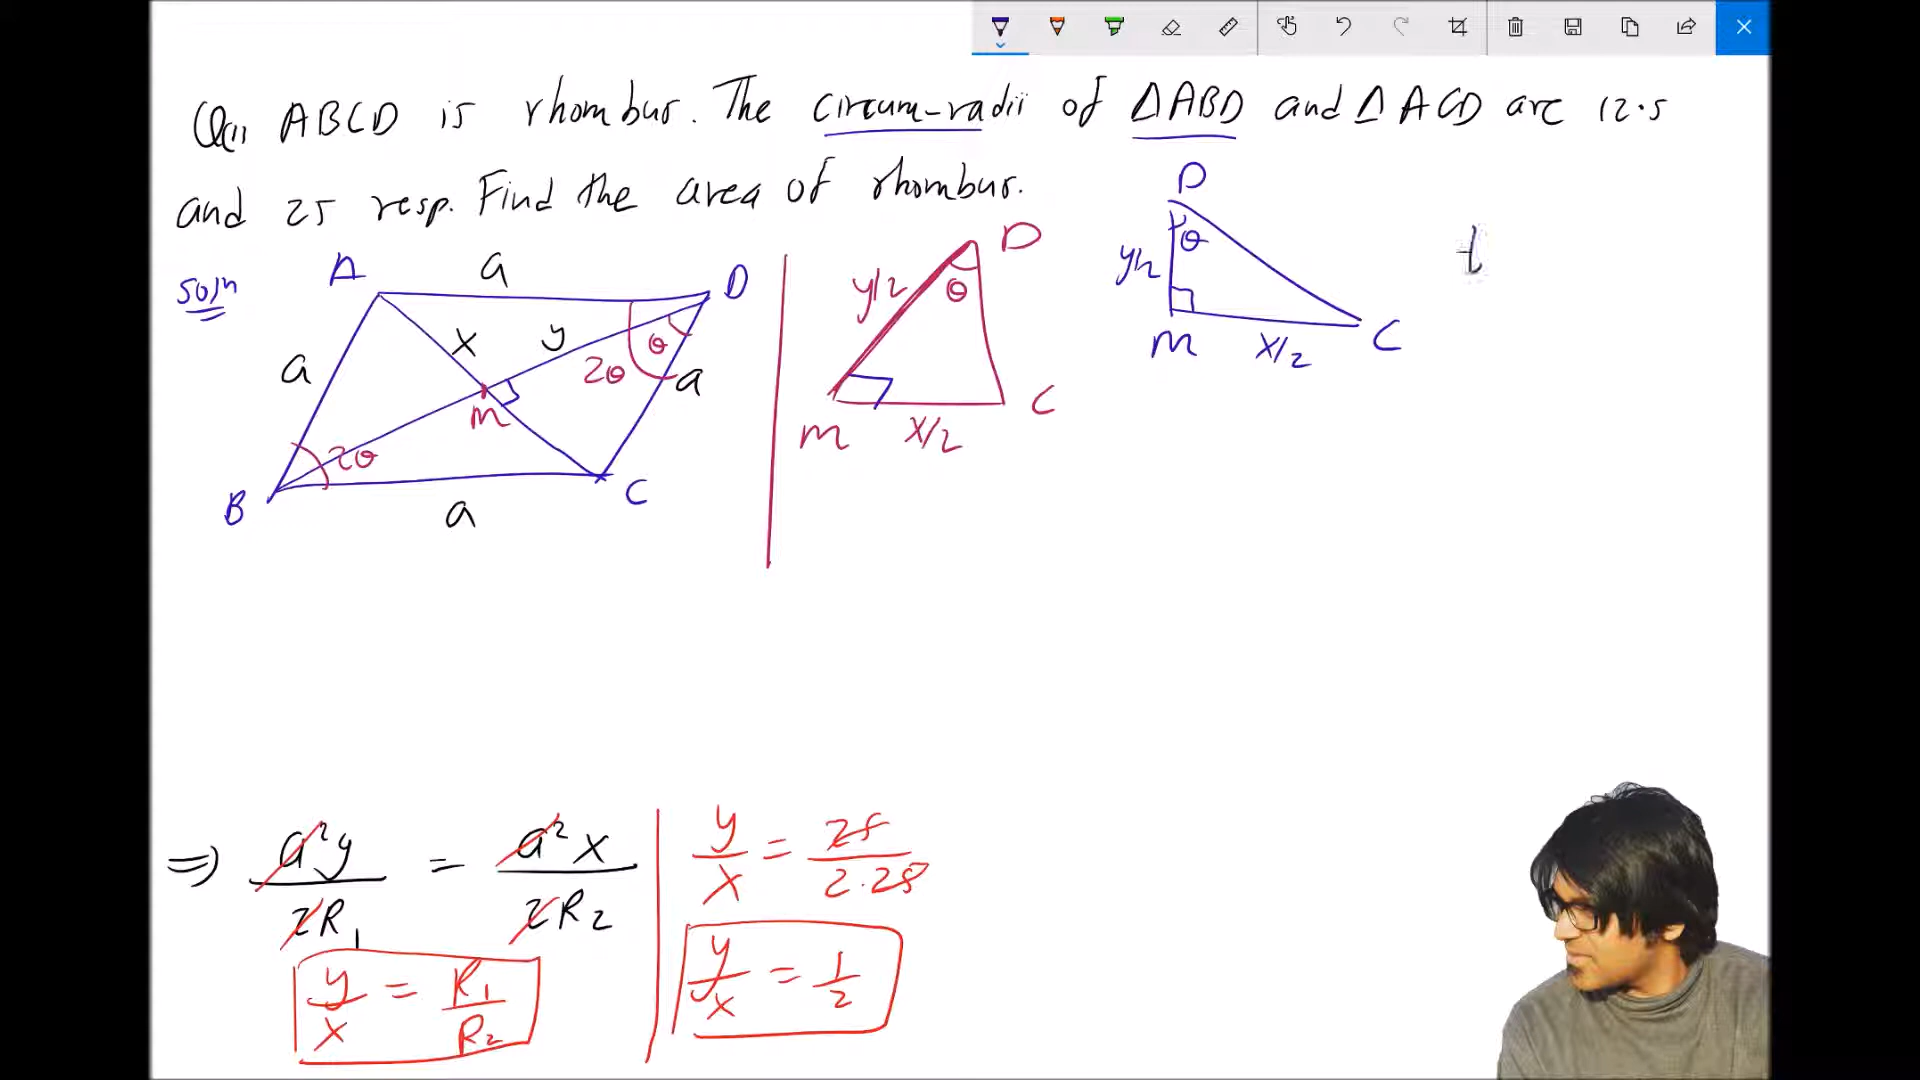 Q11 ABCD is rhombus. The circum-radii of ΔABD and ΔACD are 12.5
and 25 resp. Find the area of rhombus.
Soln
A a D
a x y θ 2θ a
M
2θ
B a C
D
y/2 θ
M x/2 C
D
θ
y/2
M x/2 C
t
⇒ a²y / 2R₁ = a²x / 2R₂
y/x = R₁/R₂
y/x = 25 / 2·25
y/x = 1/2